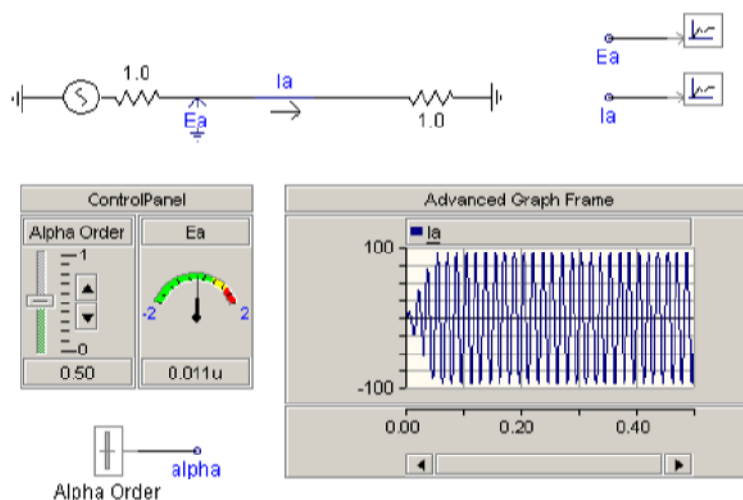 1.0
Ia
Ea
1.0
Ea
Ia
ControlPanel
Alpha Order
1
0
0.50
Ea
-2
2
0.011u
Advanced Graph Frame
Ia
100
-100
0.00
0.20
0.40
alpha
Alpha Order